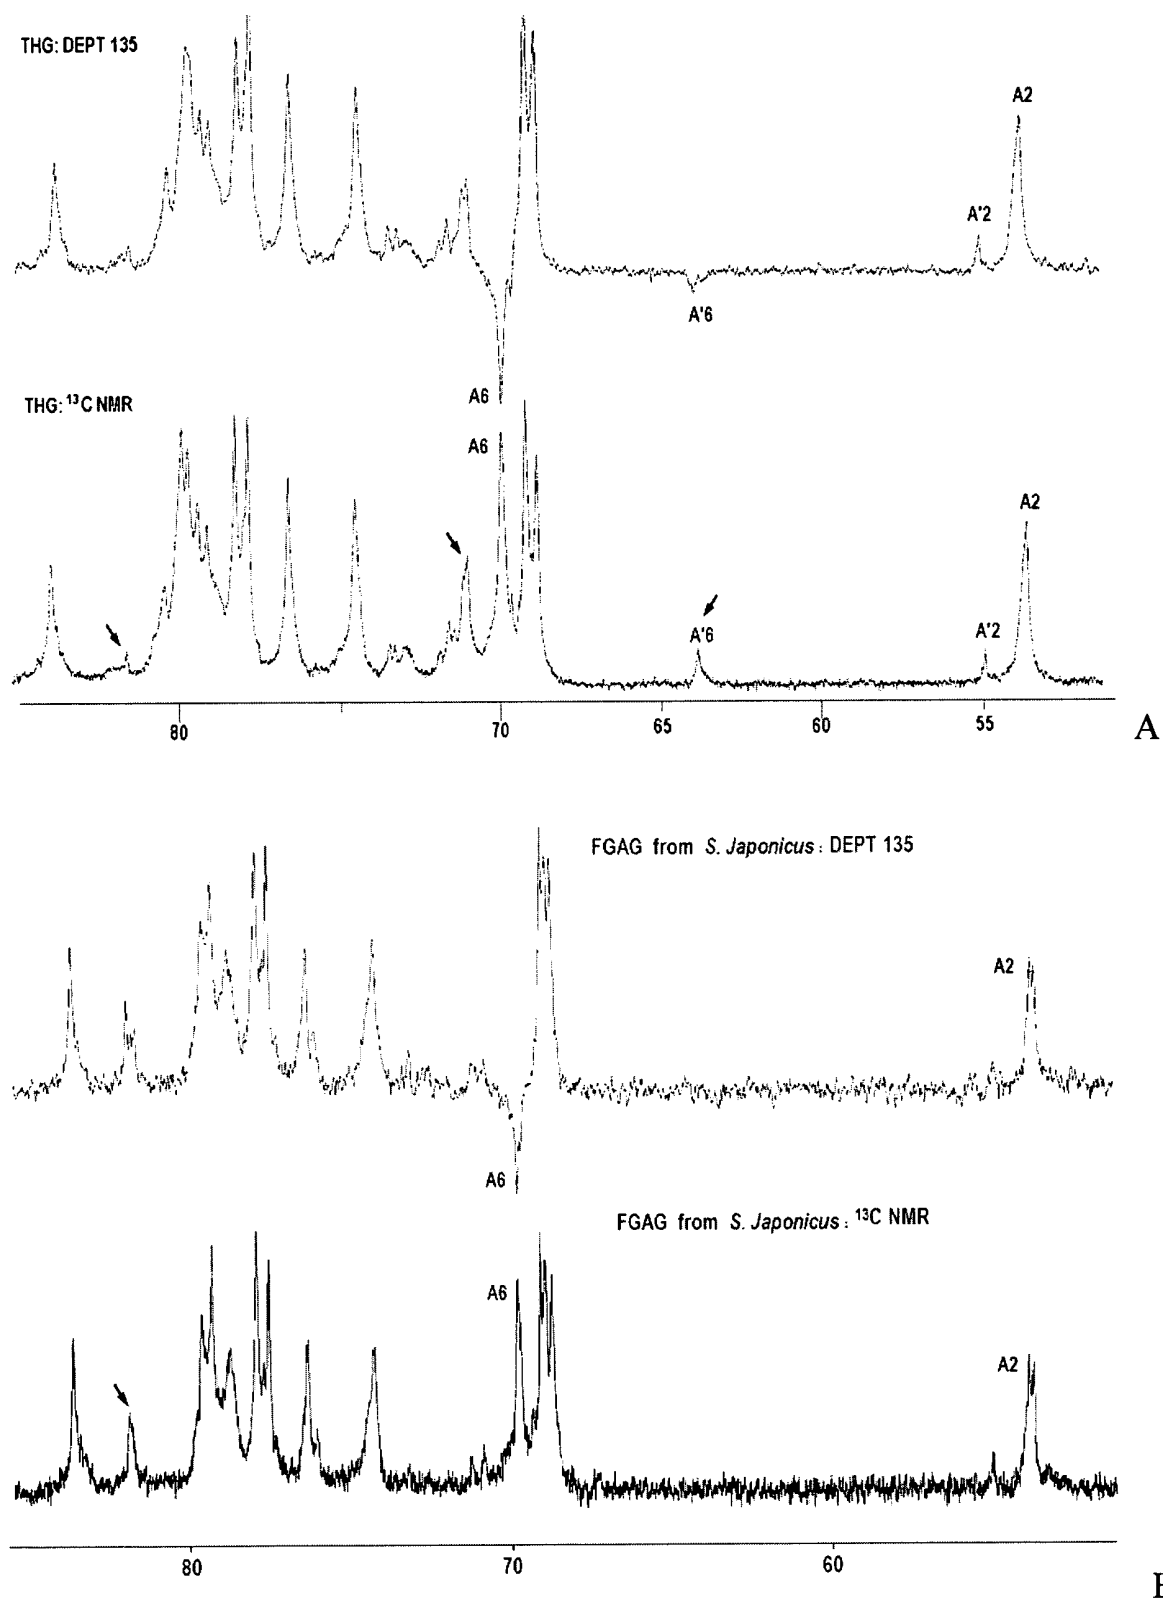 THG: DEPT 135
A2
A'2
A'6
A6
THG: ¹³C NMR
A6
A2
A'6
A'2
80
70
65
60
55
A
FGAG from S. Japonicus : DEPT 135
A2
A6
FGAG from S. Japonicus : ¹³C NMR
A6
A2
80
70
60